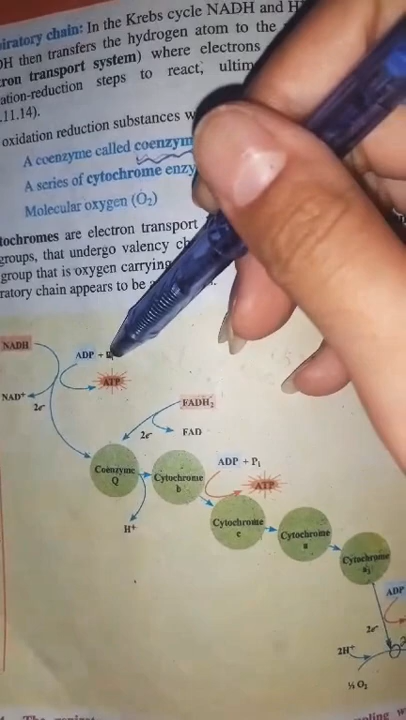 piratory chain: In the Krebs cycle NADH and H
DH then transfers the hydrogen atom to the
ron transport system) where electrons
ation-reduction steps to react, ultim
.11.14).
oxidation reduction substances w
A coenzyme called coenzym
A series of cytochrome enzy
Molecular oxygen (O₂)
tochromes are electron transport
groups, that undergo valency ch
group that is oxygen carrying
ratory chain appears to be
NADH
ADP +
ATP
NAD⁺
2e⁻
FADH₂
2e⁻
FAD
Coenzyme
Q
Cytochrome
b
ADP + P₁
ATP
H⁺
Cytochrome
c
Cytochrome
a
Cytochrome
a₃
ADP
2e⁻
2H⁺
½ O₂